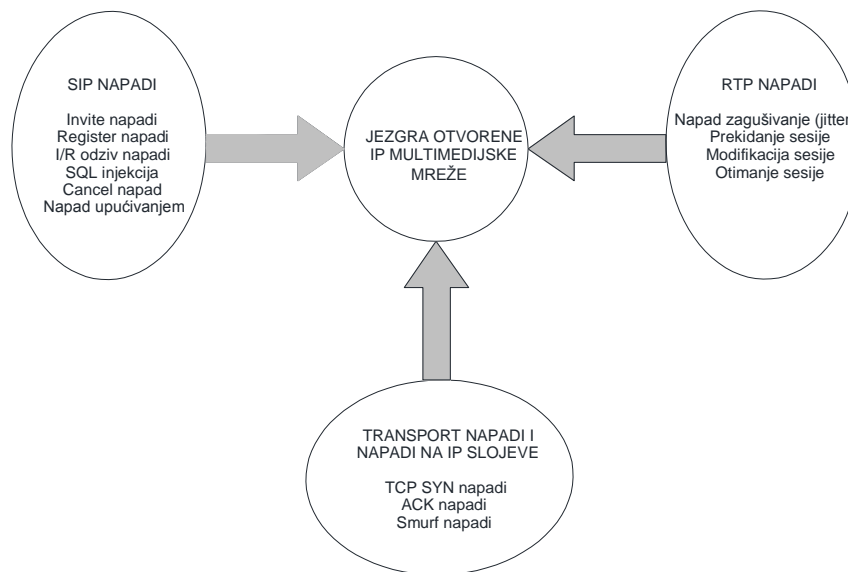 SIP NAPADI
Invite napadi
Register napadi
I/R odziv napadi
SQL injekcija
Cancel napad
Napad upućivanjem
JEZGRA OTVORENE
IP MULTIMEDIJSKE
MREŽE
RTP NAPADI
Napad zagušivanje (jitter
Prekidanje sesije
Modifikacija sesije
Otimanje sesije
TRANSPORT NAPADI I
NAPADI NA IP SLOJEVE
TCP SYN napadi
ACK napadi
Smurf napadi